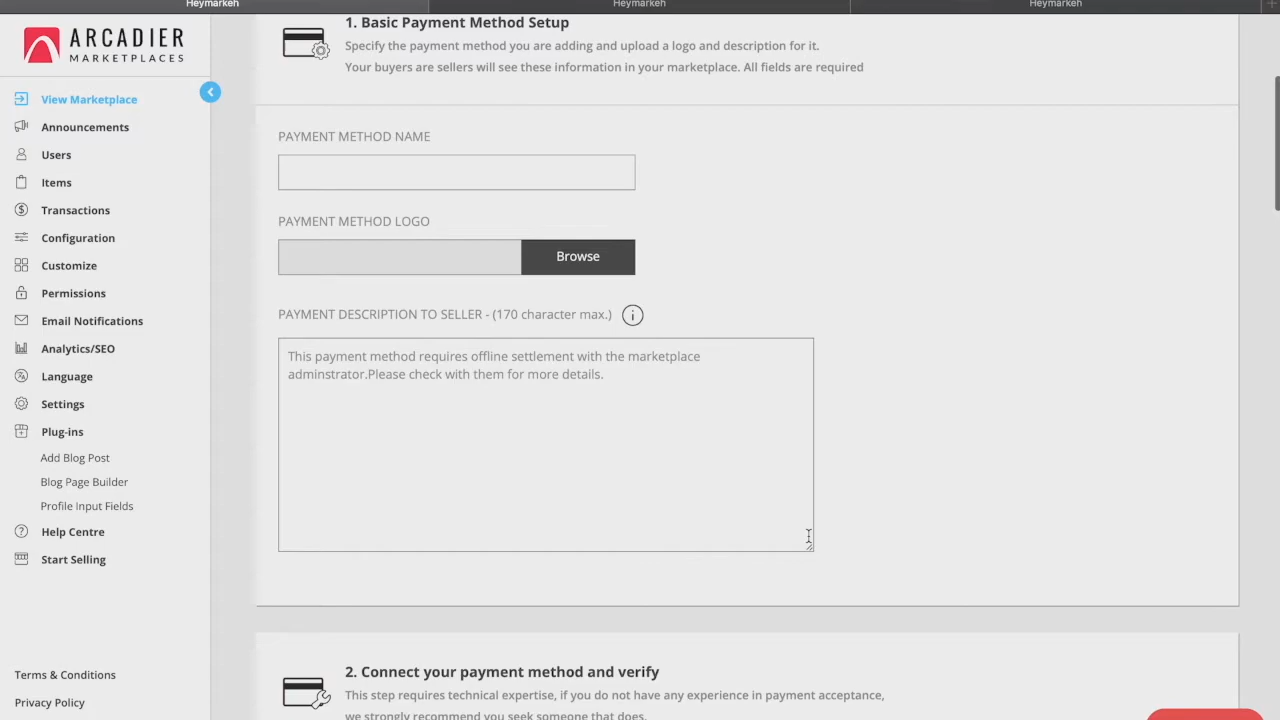 Heymarkeh
Heymarkeh
Heymarkeh
ARCADIER
MARKETPLACES
View Marketplace
Announcements
Users
Items
Transactions
Configuration
Customize
Permissions
Email Notifications
Analytics/SEO
Language
Settings
Plug-ins
Add Blog Post
Blog Page Builder
Profile Input Fields
Help Centre
Start Selling
Terms & Conditions
Privacy Policy
1. Basic Payment Method Setup
Specify the payment method you are adding and upload a logo and description for it.
Your buyers are sellers will see these information in your marketplace. All fields are required
PAYMENT METHOD NAME
PAYMENT METHOD LOGO
Browse
PAYMENT DESCRIPTION TO SELLER - (170 character max.)
This payment method requires offline settlement with the marketplace
adminstrator.Please check with them for more details.
2. Connect your payment method and verify
This step requires technical expertise, if you do not have any experience in payment acceptance,
we strongly recommend you seek someone that does.